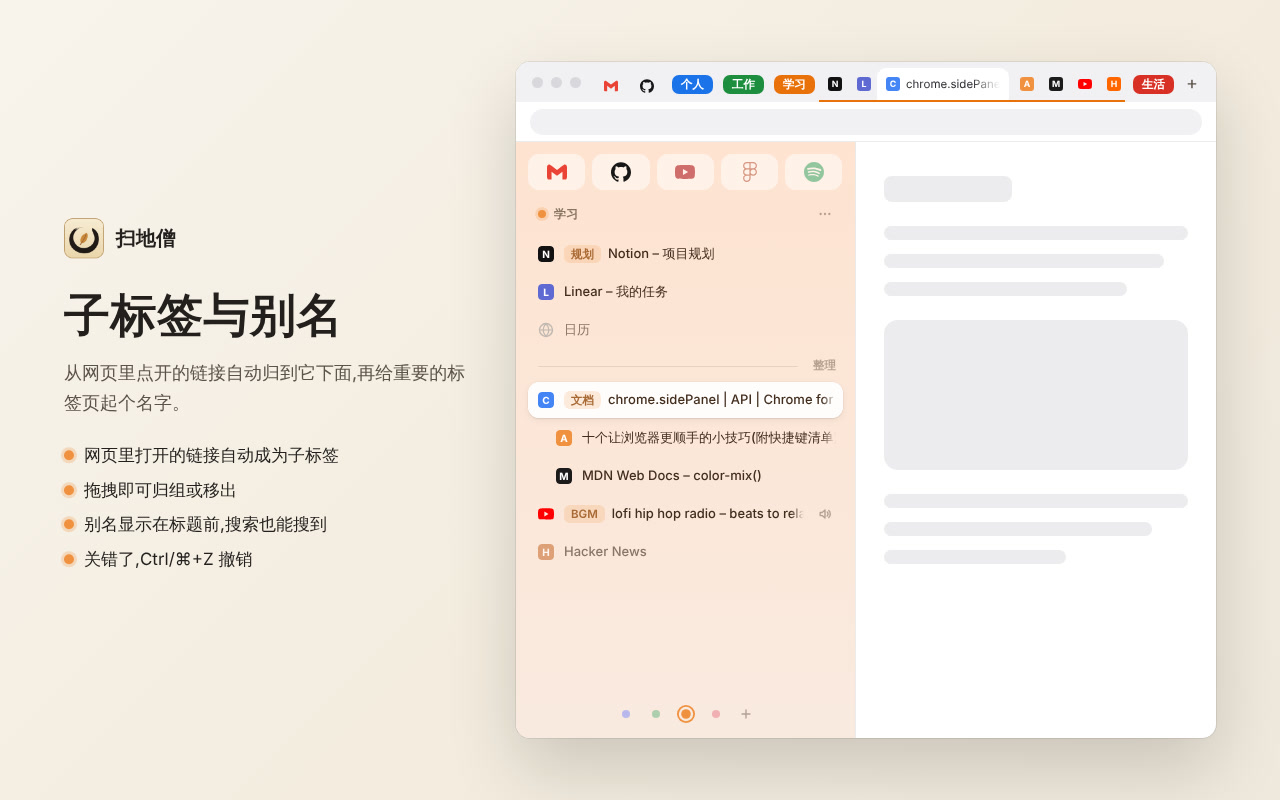 扫地僧
子标签与别名
从网页里点开的链接自动归到它下面,再给重要的标
签页起个名字。
网页里打开的链接自动成为子标签
拖拽即可归组或移出
别名显示在标题前,搜索也能搜到
关错了,Ctrl/⌘+Z 撤销
个人 工作 学习 N L C chrome.sidePane A M H 生活 +
学习 ···
N 规划 Notion – 项目规划
L Linear – 我的任务
日历
整理
C 文档 chrome.sidePanel | API | Chrome for
A 十个让浏览器更顺手的小技巧(附快捷键清单
M MDN Web Docs – color-mix()
BGM lofi hip hop radio – beats to rela
H Hacker News
+